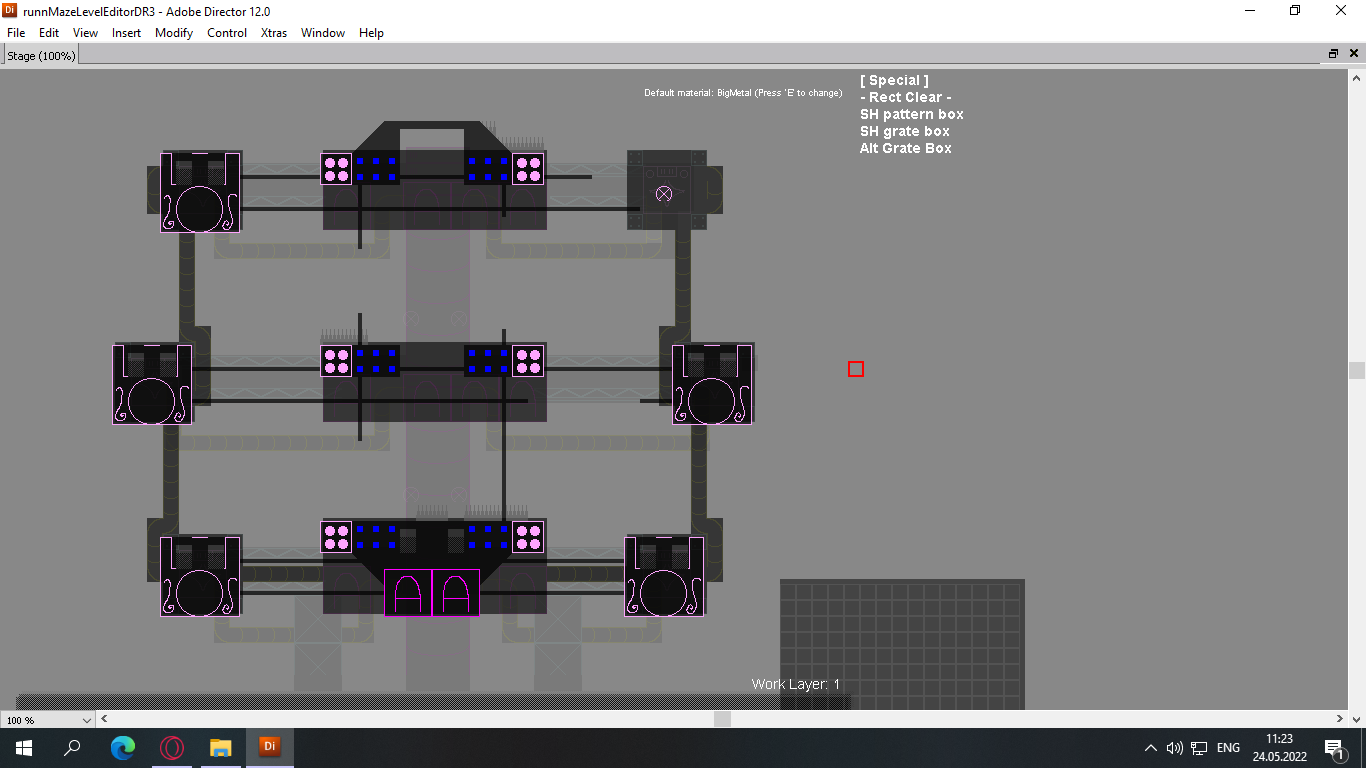 Di runnMazeLevelEditorDR3 - Adobe Director 12.0
File Edit View Insert Modify Control Xtras Window Help
Stage (100%)
[ Special ]
Default material: BigMetal (Press 'E' to change)
- Rect Clear -
SH pattern box
SH grate box
Alt Grate Box
Work Layer: 1
100 %
Di
ENG
11:23
24.05.2022
1